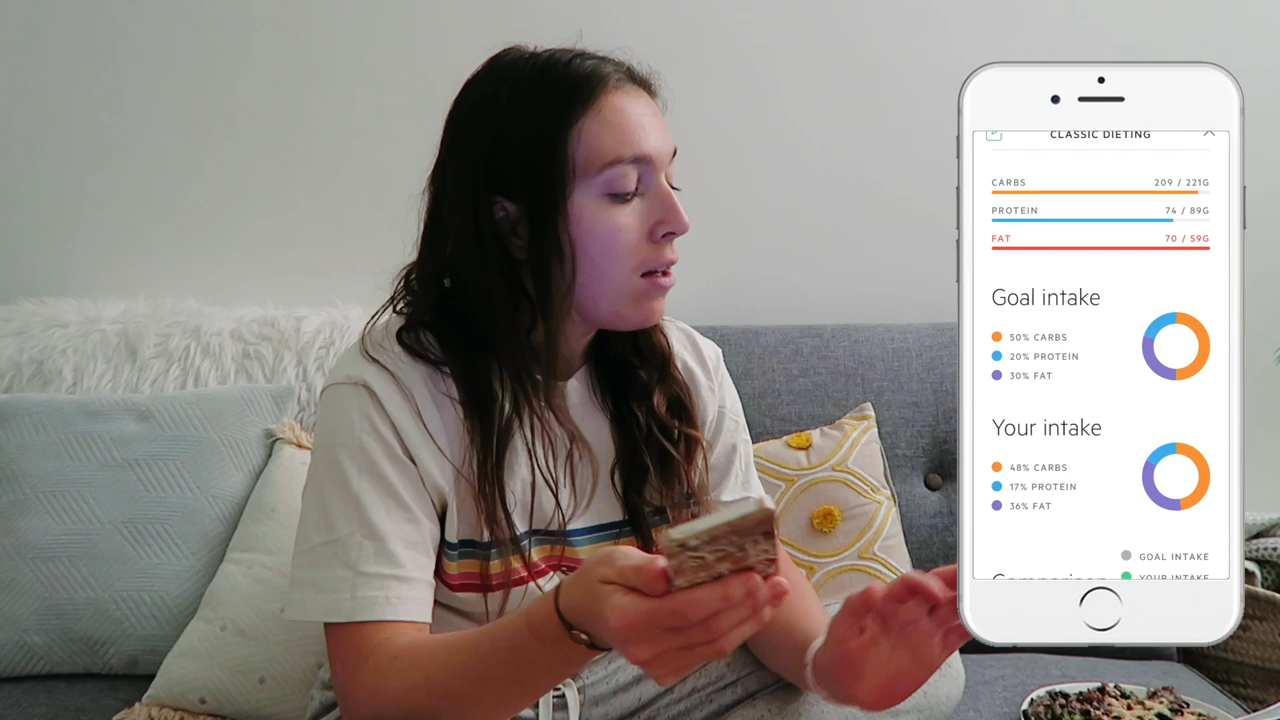 CLASSIC DIETING
CARBS 209 / 221G
PROTEIN 74 / 89G
FAT 70 / 59G
Goal intake
50% CARBS
20% PROTEIN
30% FAT
Your intake
48% CARBS
17% PROTEIN
36% FAT
GOAL INTAKE
YOUR INTAKE
Comparison